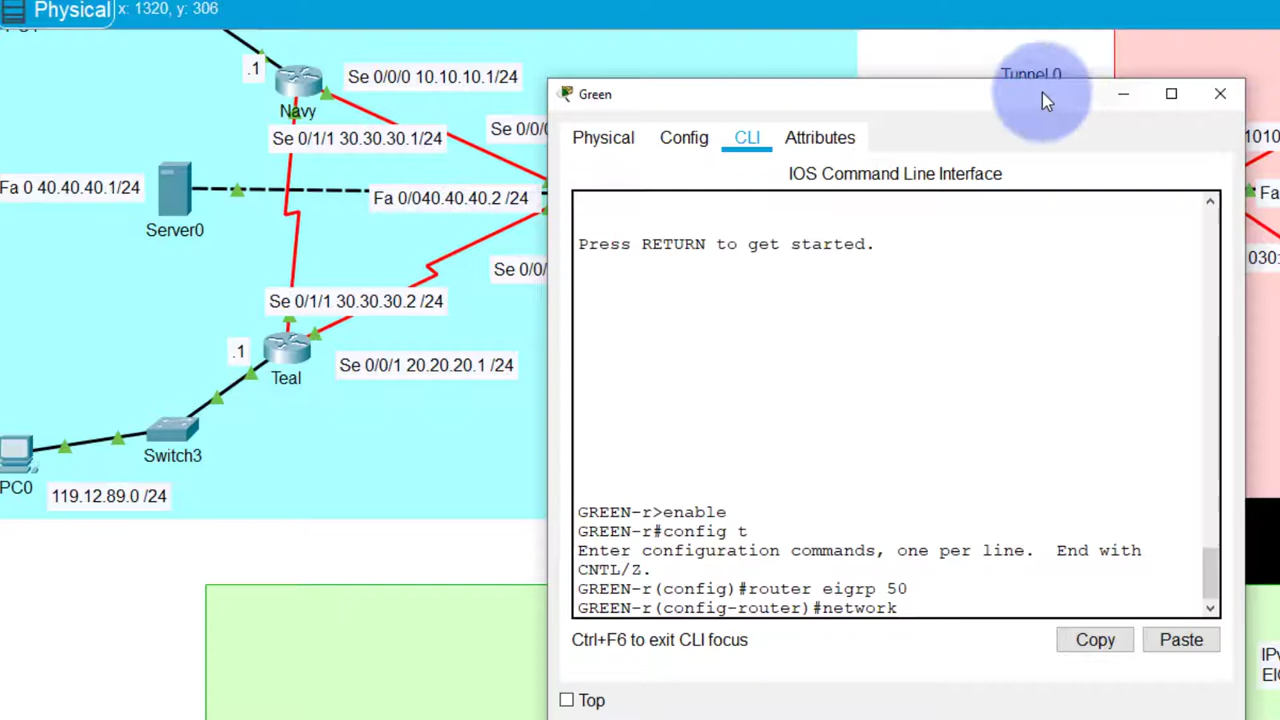 Physical
x: 1320, y: 306
.1
Se 0/0/0 10.10.10.1/24
Navy
Se 0/1/1 30.30.30.1/24
Se 0/0/
Fa 0 40.40.40.1/24
Fa 0/040.40.40.2 /24
Server0
Se 0/0/
Se 0/1/1 30.30.30.2 /24
.1
Se 0/0/1 20.20.20.1 /24
Teal
Switch3
PC0
119.12.89.0 /24
Tunnel 0
Green
Physical Config CLI Attributes
IOS Command Line Interface
Press RETURN to get started.
GREEN-r>enable
GREEN-r#config t
Enter configuration commands, one per line. End with
CNTL/Z.
GREEN-r(config)#router eigrp 50
GREEN-r(config-router)#network
Ctrl+F6 to exit CLI focus
Copy
Paste
Top
1010
Fa
030:
IPv
EIG